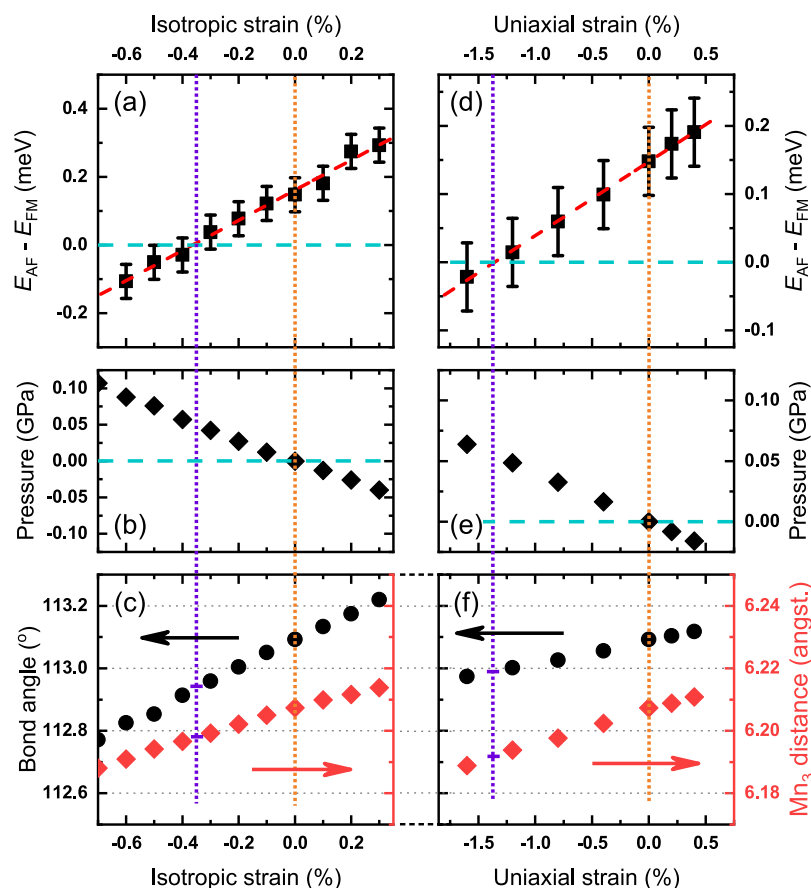 Isotropic strain (%)
Uniaxial strain (%)
-0.6 -0.4 -0.2 0.0 0.2
-1.5 -1.0 -0.5 0.0 0.5
(a)
(d)
0.4
0.2
0.0
-0.2
E_AF - E_FM (meV)
0.2
0.1
0.0
-0.1
E_AF - E_FM (meV)
(b)
(e)
0.10
0.05
0.00
-0.05
-0.10
Pressure (GPa)
0.10
0.05
0.00
Pressure (GPa)
(c)
(f)
113.2
113.0
112.8
112.6
Bond angle (°)
6.24
6.22
6.20
6.18
Mn₃ distance (angst.)
-0.6 -0.4 -0.2 0.0 0.2
-1.5 -1.0 -0.5 0.0 0.5
Isotropic strain (%)
Uniaxial strain (%)